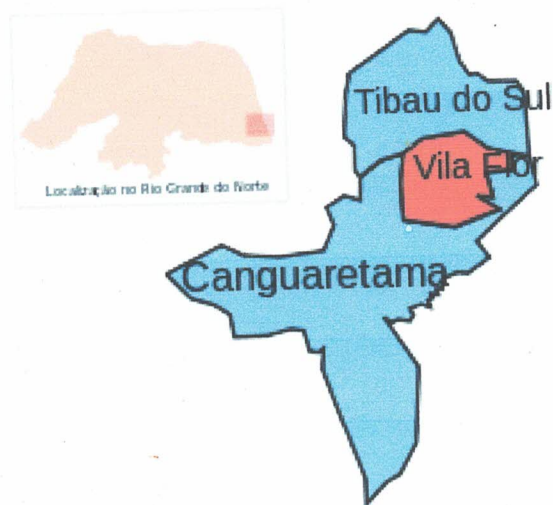 Tibau do Sul
Vila Flor
Localização no Rio Grande do Norte
Canguaretama